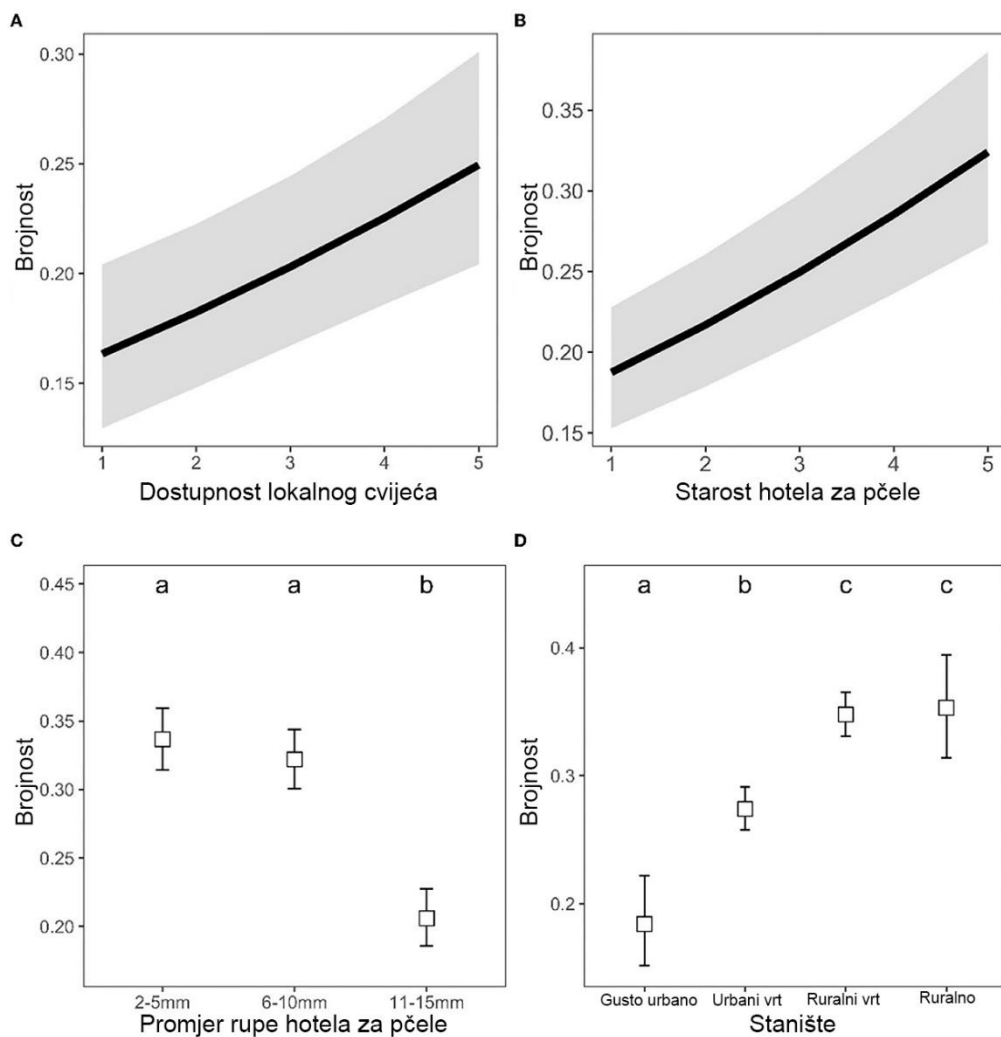 A
Brojnost
0.30
0.25
0.20
0.15
1 2 3 4 5
Dostupnost lokalnog cvijeća
B
Brojnost
0.35
0.30
0.25
0.20
0.15
1 2 3 4 5
Starost hotela za pčele
C
Brojnost
a a b
0.45
0.40
0.35
0.30
0.25
0.20
2-5mm 6-10mm 11-15mm
Promjer rupe hotela za pčele
D
Brojnost
a b c c
0.4
0.3
0.2
Gusto urbano Urbani vrt Ruralni vrt Ruralno
Stanište